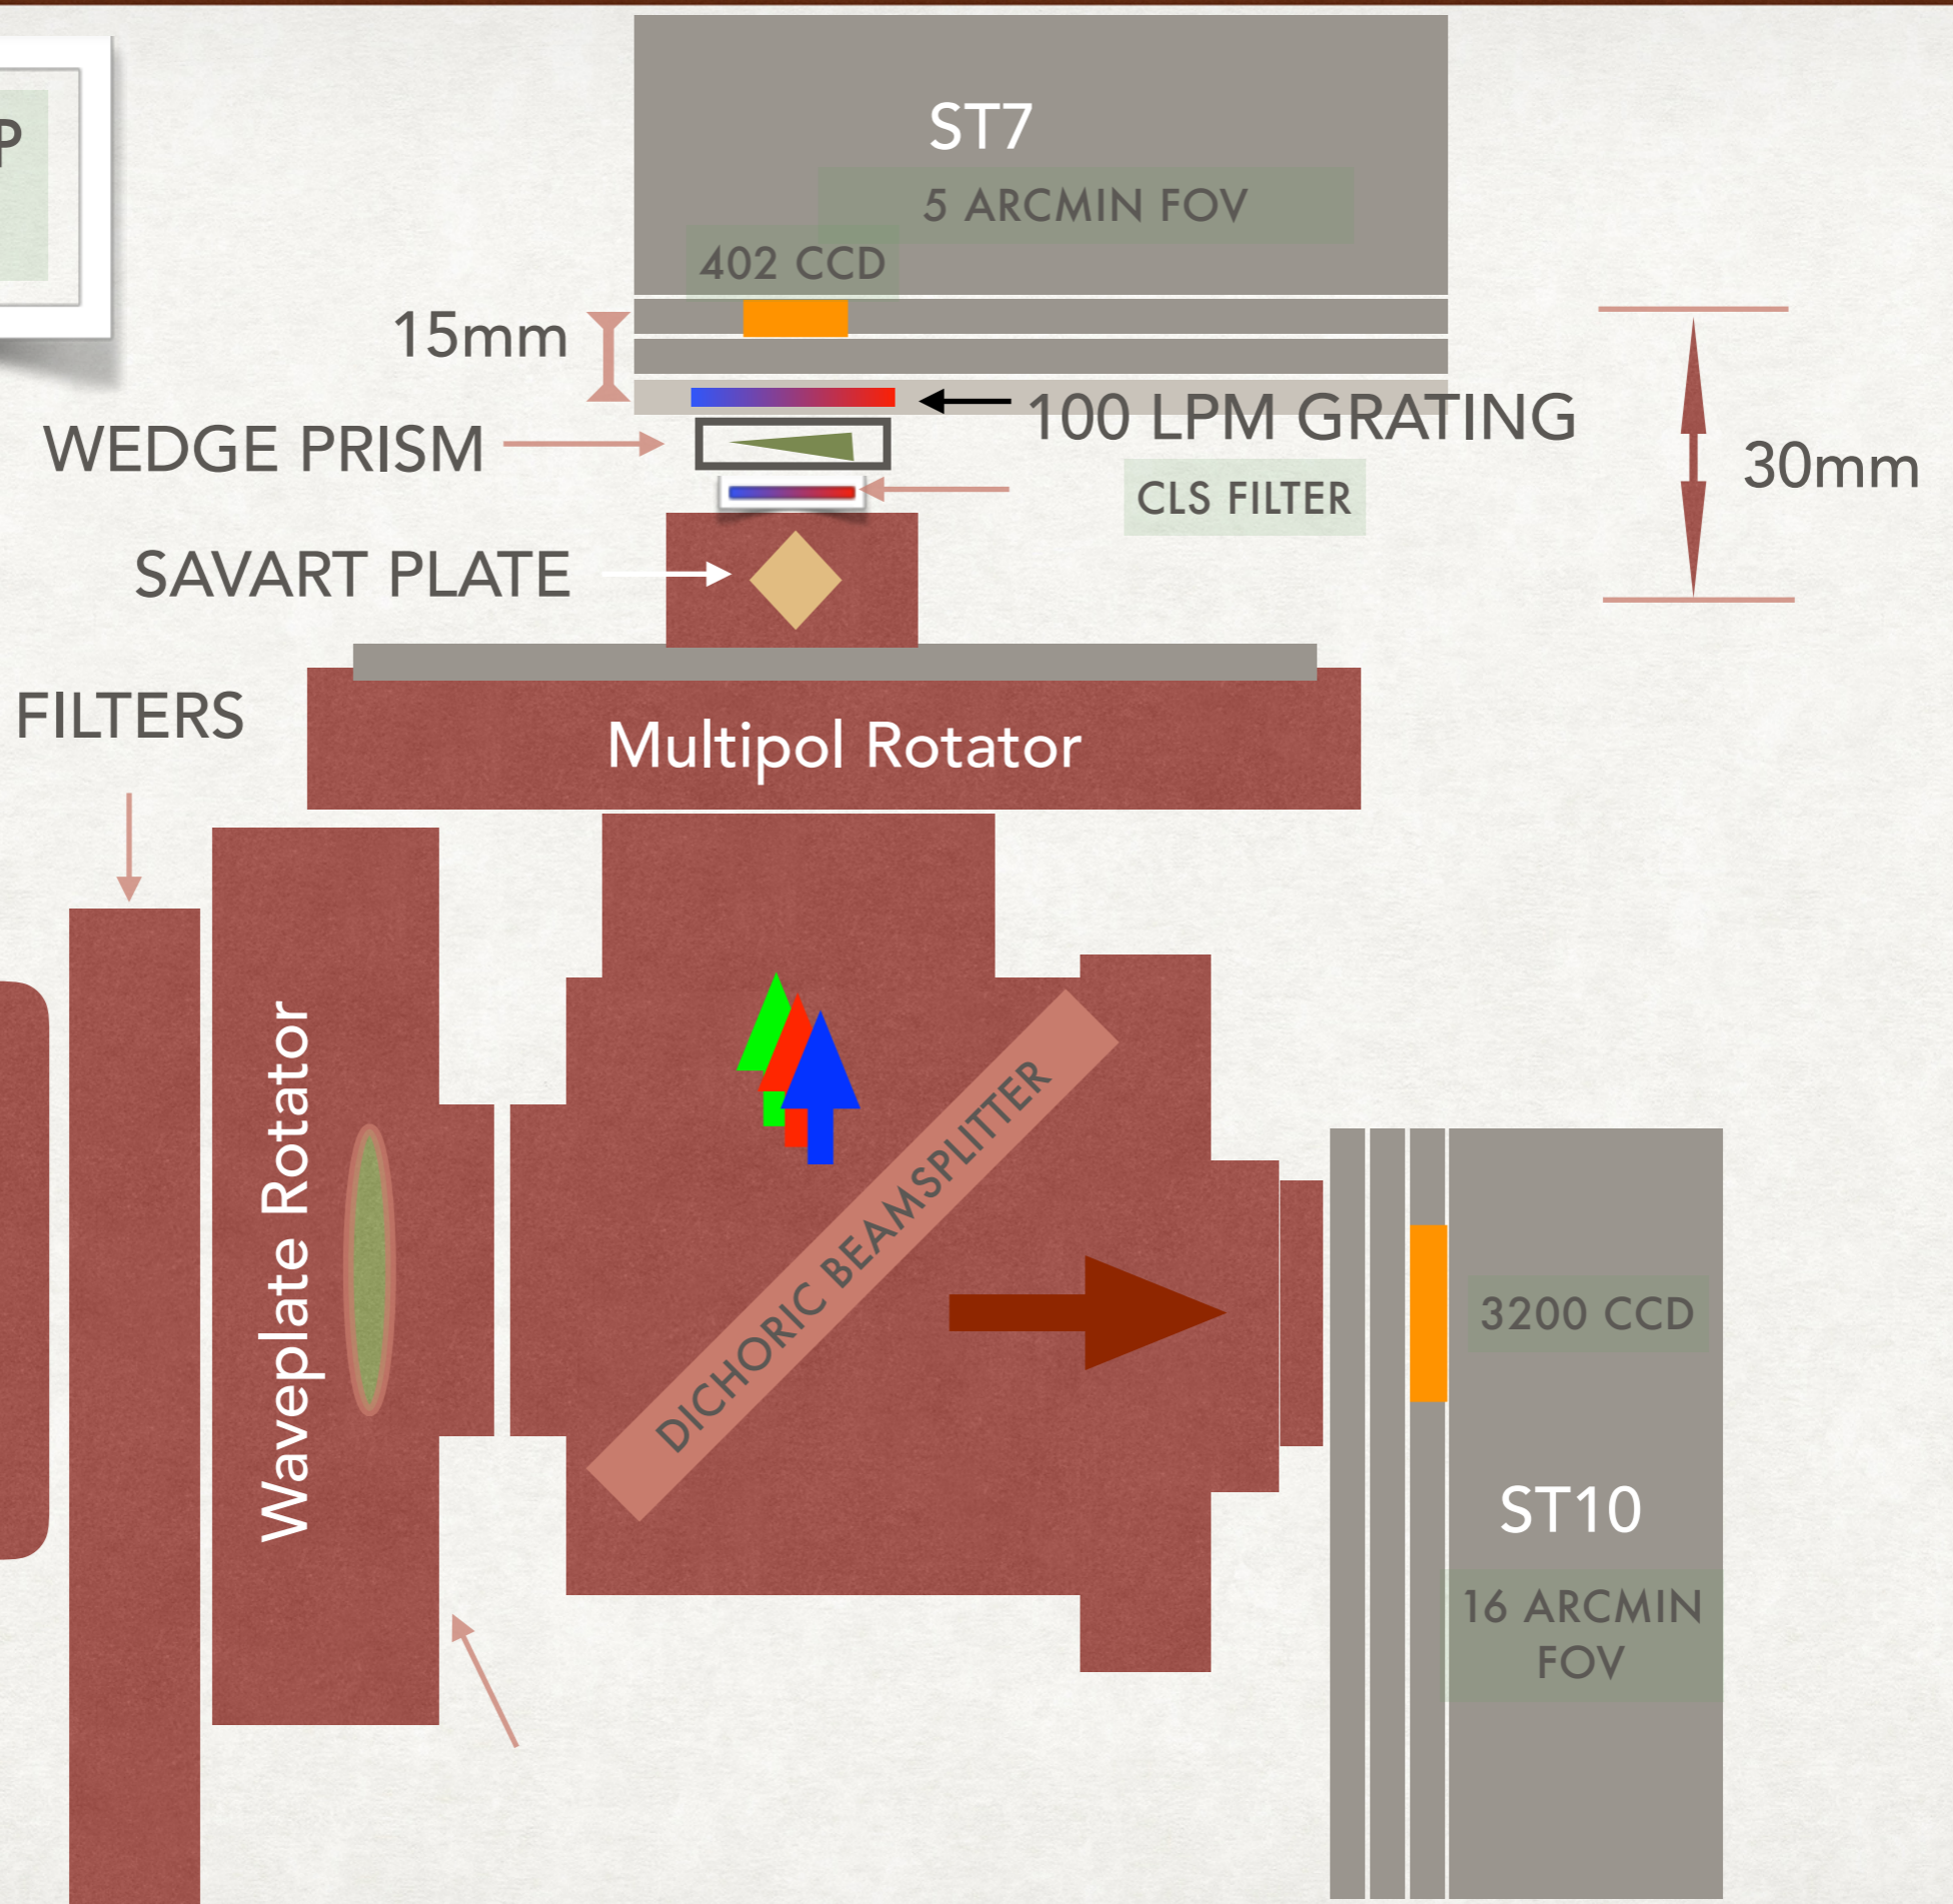 P
ST7
5 ARCMIN FOV
402 CCD
15mm
100 LPM GRATING
WEDGE PRISM
30mm
CLS FILTER
SAVART PLATE
FILTERS
Multipol Rotator
Waveplate Rotator
DICHORIC BEAMSPLITTER
3200 CCD
ST10
16 ARCMIN
FOV